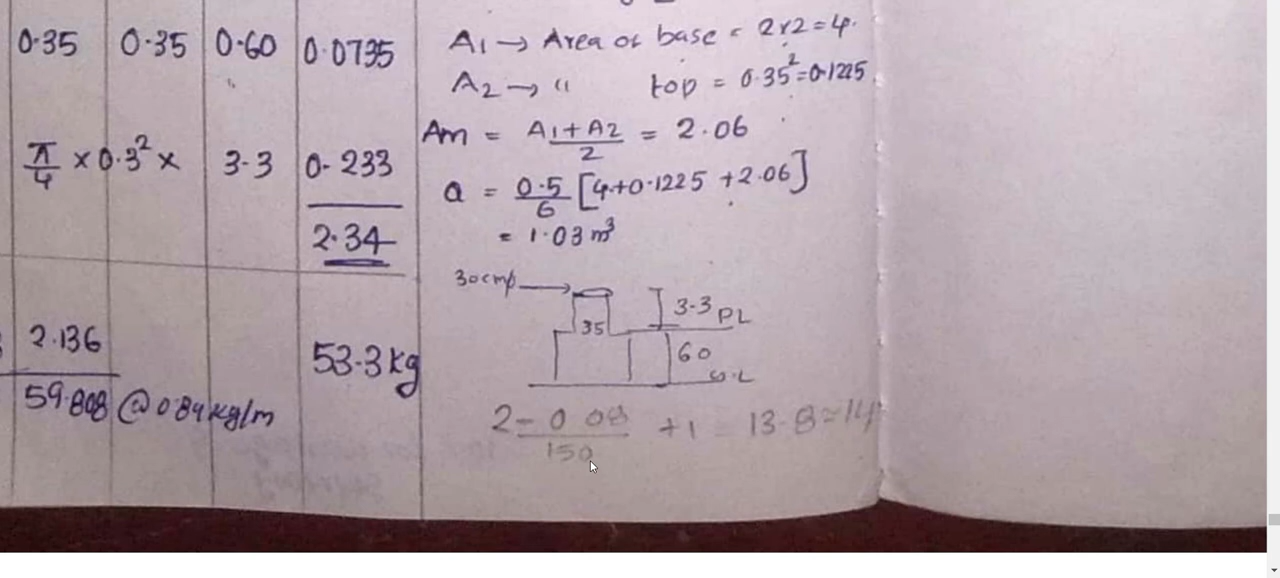 0.35 0.35 0.60 0.0735
A1 → Area of base = 2x2=4.
A2 → 〃 top = 0.35²=0.1225
Am = A1+A2/2 = 2.06
π/4 x 0.3² x 3.3 0.233
a = 0.5/6 [4+0.1225 +2.06]
2.34
= 1.03 m³
30cmφ
3.3 PL
35
2.136
53.3 kg
60
G.L
59.808 @ 0.89 kg/m
2-0.08/150 +1 = 13.8=14